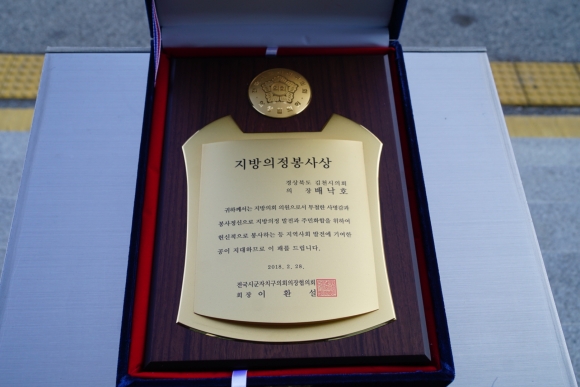 지방의정봉사상
경상북도 김천시의회
의 장 배 낙 호
귀하께서는 지방의회 의원으로서 투철한 사명감과
봉사정신으로 지방의정 발전과 주민화합을 위하여
헌신적으로 봉사하는 등 지역사회 발전에 기여한
공이 지대하므로 이 패를 드립니다.
2018. 2. 28.
전국시군자치구의회의장협의회
회 장 이 환 설